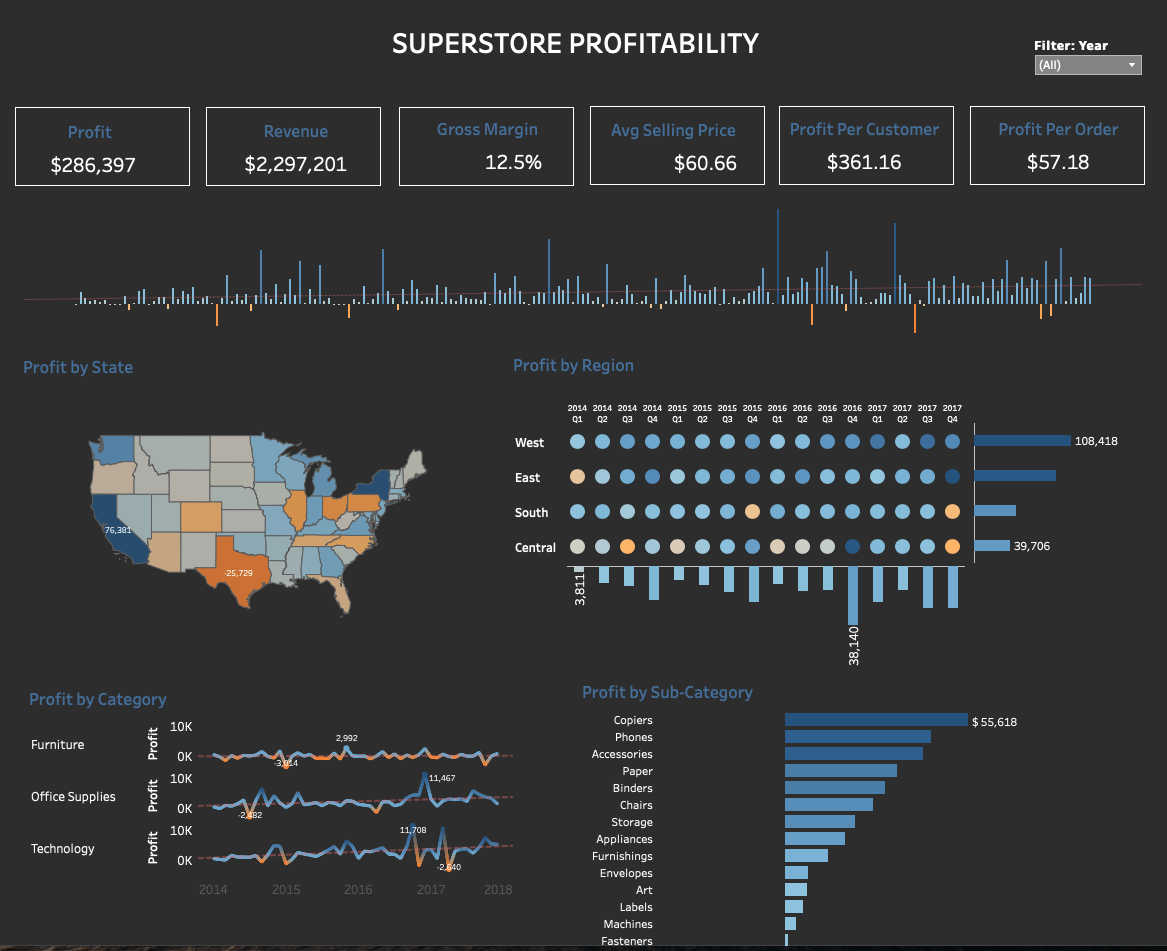 SUPERSTORE PROFITABILITY
Filter: Year
(All)
Profit
$286,397
Revenue
$2,297,201
Gross Margin
12.5%
Avg Selling Price
$60.66
Profit Per Customer
$361.16
Profit Per Order
$57.18
Profit by State
76,381
-25,729
Profit by Region
2014 2014 2014 2014 2015 2015 2015 2015 2016 2016 2016 2016 2017 2017 2017 2017
Q1 Q2 Q3 Q4 Q1 Q2 Q3 Q4 Q1 Q2 Q3 Q4 Q1 Q2 Q3 Q4
West
108,418
East
South
Central
39,706
3,811
38,140
Profit by Category
Furniture
Profit
10K
0K
2,992
-3,014
Office Supplies
Profit
10K
0K
11,467
-2,482
Technology
Profit
10K
0K
11,708
-2,640
2014 2015 2016 2017 2018
Profit by Sub-Category
Copiers
$ 55,618
Phones
Accessories
Paper
Binders
Chairs
Storage
Appliances
Furnishings
Envelopes
Art
Labels
Machines
Fasteners